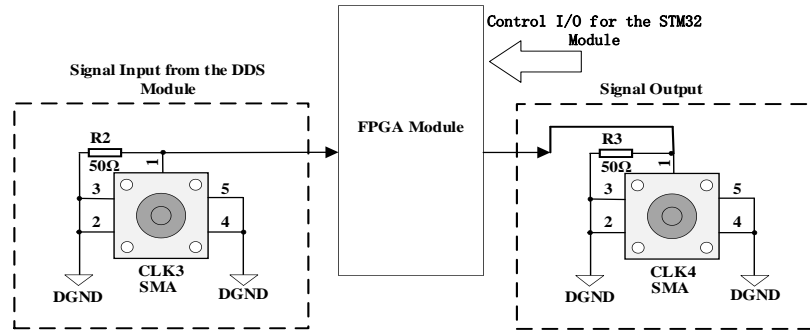 Control I/O for the STM32
Module
Signal Input from the DDS
Module
Signal Output
FPGA Module
R2
50Ω
1
3
2
5
4
CLK3
SMA
DGND
DGND
R3
50Ω
1
3
2
5
4
CLK4
SMA
DGND
DGND